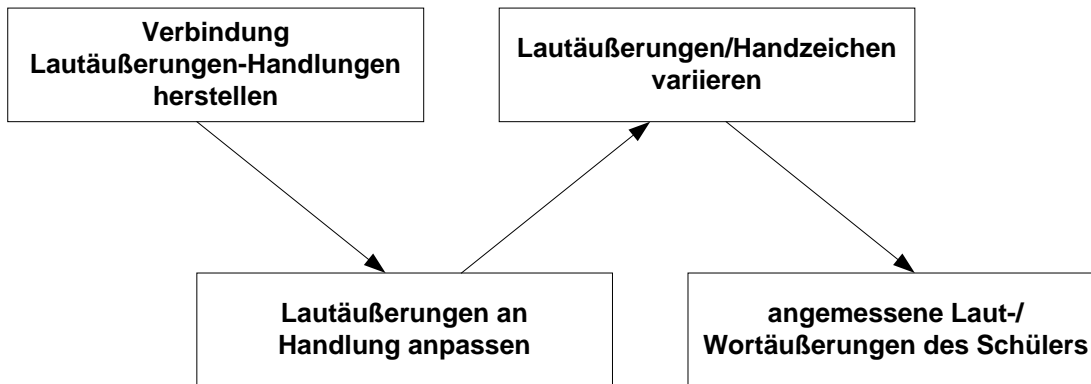 Verbindung
Lautäußerungen-Handlungen
herstellen
Lautäußerungen/Handzeichen
variieren
Lautäußerungen an
Handlung anpassen
angemessene Laut-/
Wortäußerungen des Schülers